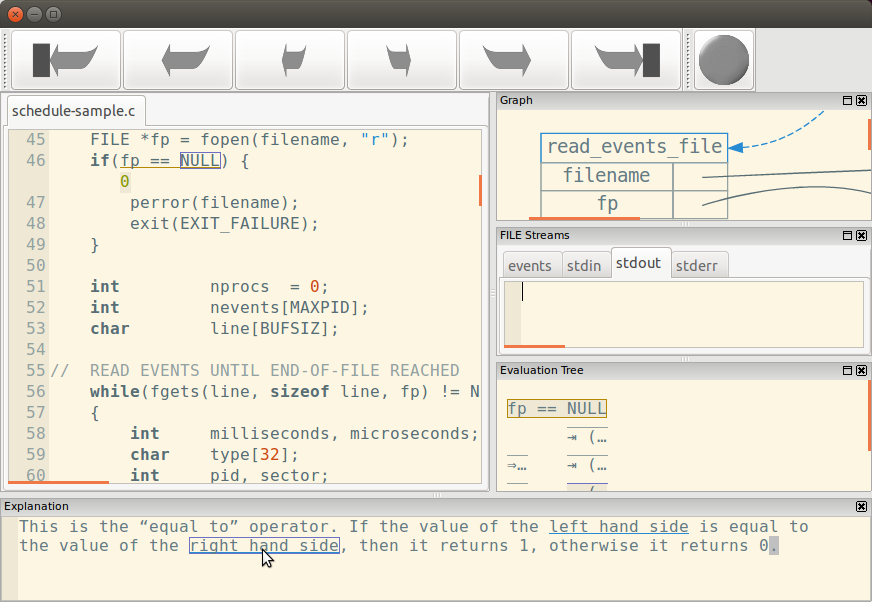 schedule-sample.c
45 FILE *fp = fopen(filename, "r");
46 if(fp == NULL) {
0
47 perror(filename);
48 exit(EXIT_FAILURE);
49 }
50
51 int nprocs = 0;
52 int nevents[MAXPID];
53 char line[BUFSIZ];
54
55 // READ EVENTS UNTIL END-OF-FILE REACHED
56 while(fgets(line, sizeof line, fp) != N
57 {
58 int milliseconds, microseconds;
59 char type[32];
60 int pid, sector;
Graph
read_events_file
filename
fp
FILE Streams
events stdin stdout stderr
Evaluation Tree
fp == NULL
⇥ (…
⇒… ⇥ (…
Explanation
This is the “equal to” operator. If the value of the left hand side is equal to
the value of the right hand side, then it returns 1, otherwise it returns 0.